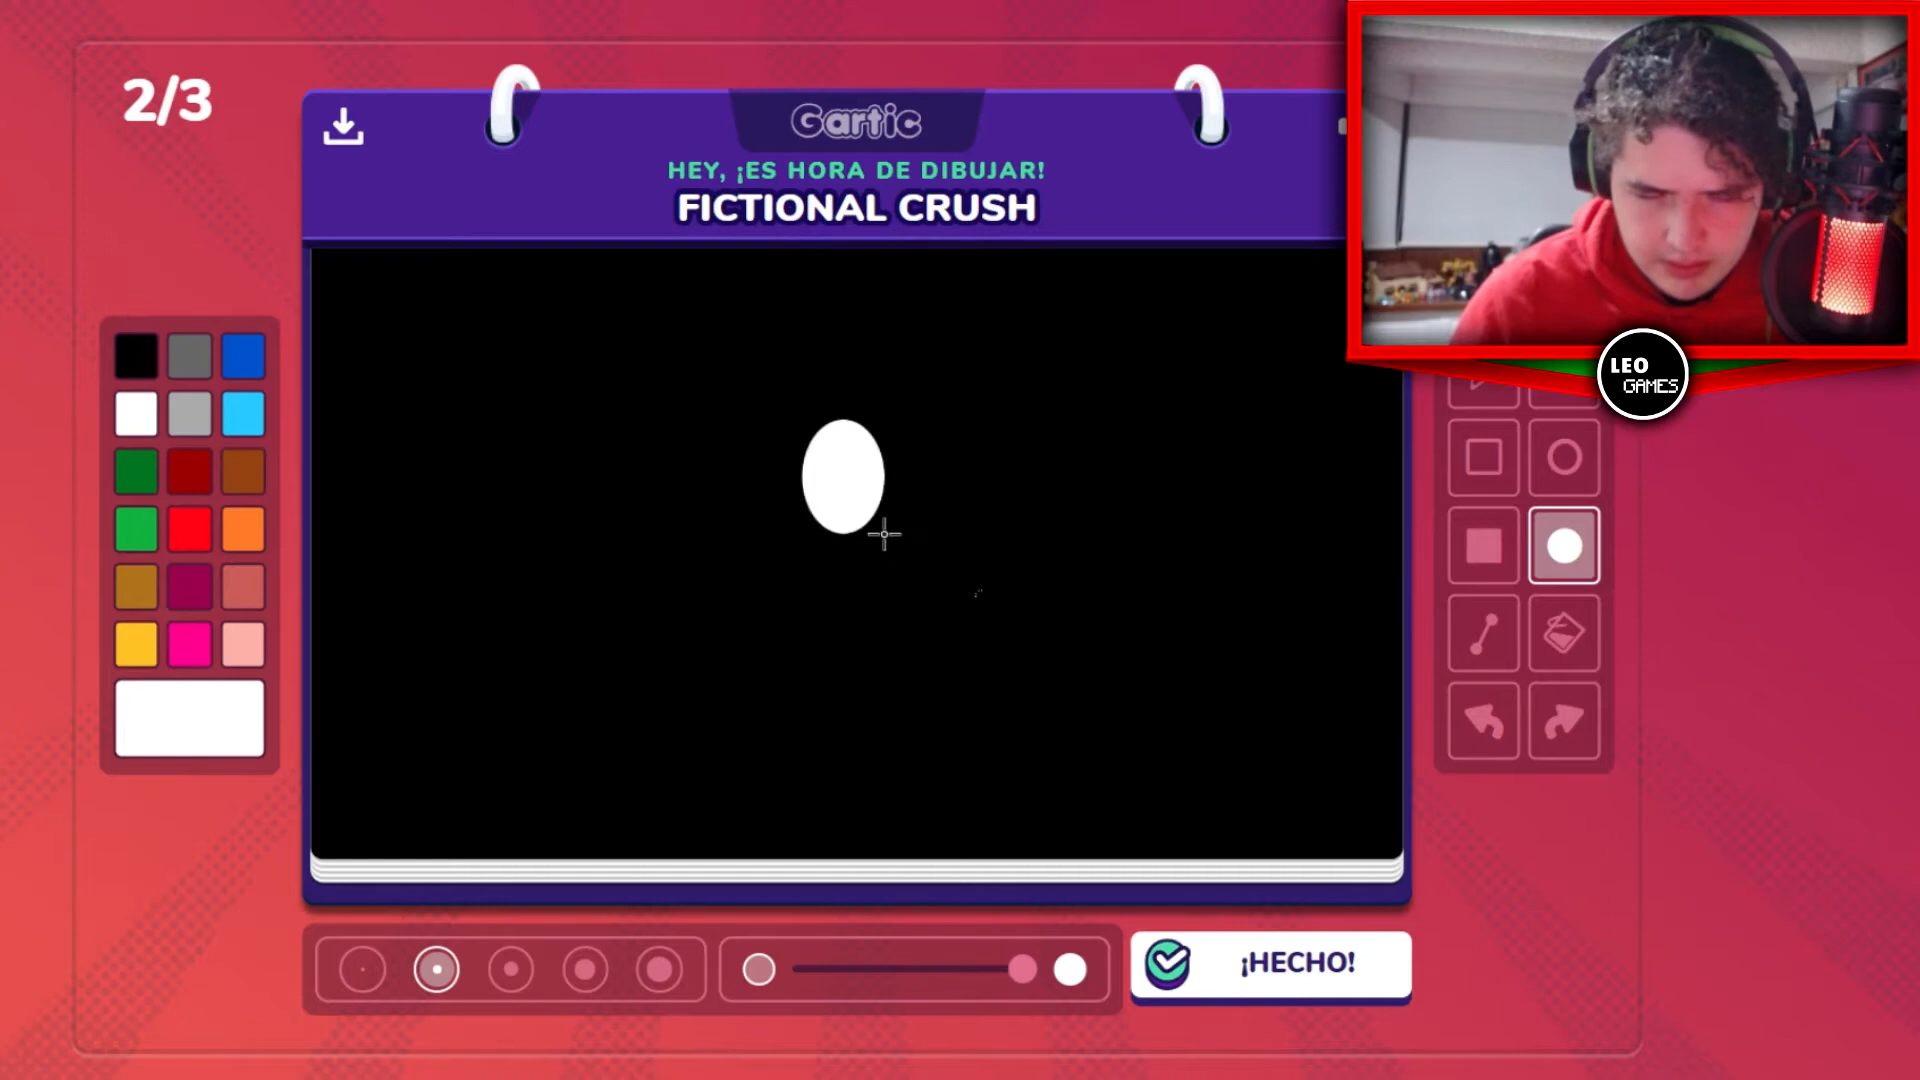 2/3
Gartic
HEY, ¡ES HORA DE DIBUJAR!
FICTIONAL CRUSH
LEO
GAMES
¡HECHO!